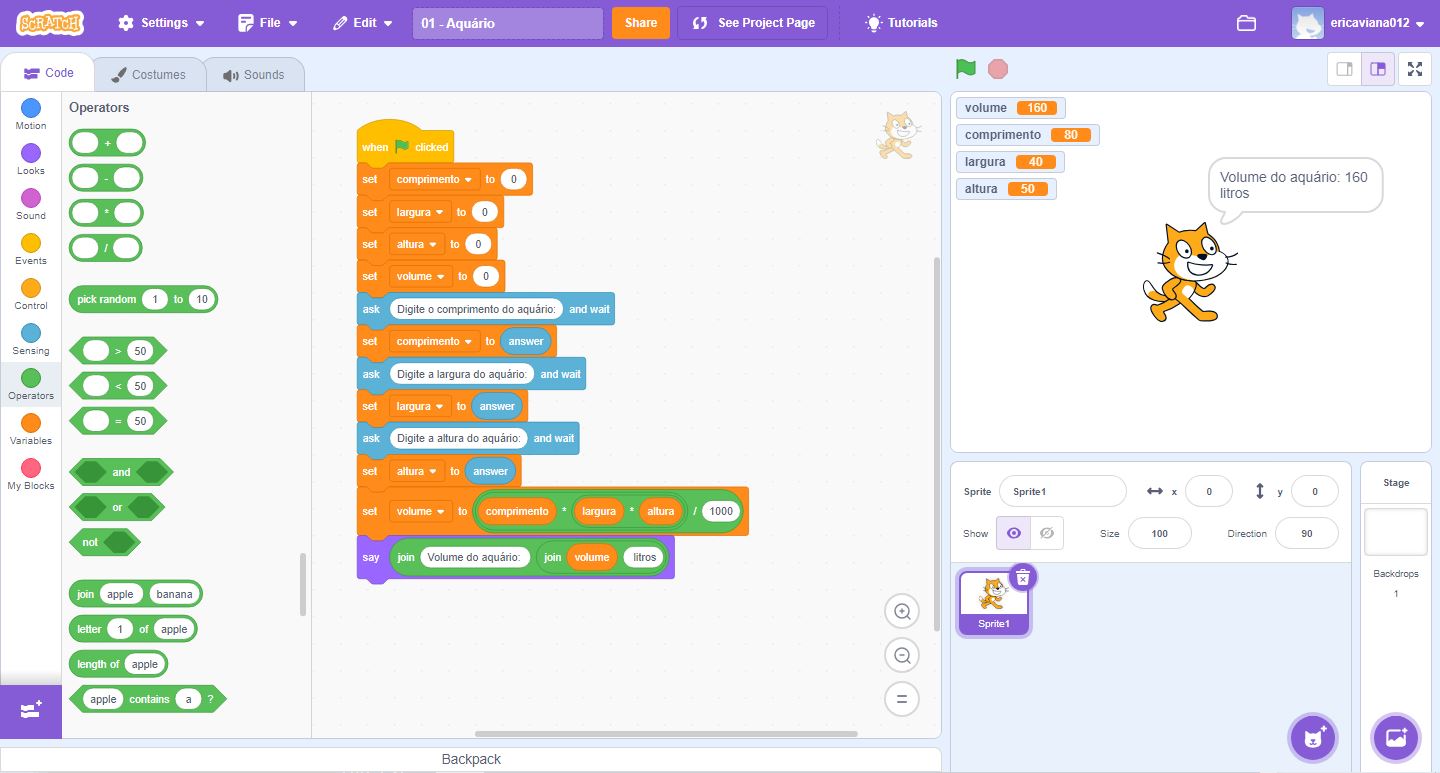 SCRATCH Settings File Edit 01 - Aquário Share See Project Page Tutorials ericaviana012
Code Costumes Sounds
Motion
Looks
Sound
Events
Control
Sensing
Operators
Variables
My Blocks
Operators
+
-
*
/
pick random 1 to 10
> 50
< 50
= 50
and
or
not
join apple banana
letter 1 of apple
length of apple
apple contains a ?
when clicked
set comprimento to 0
set largura to 0
set altura to 0
set volume to 0
ask Digite o comprimento do aquário: and wait
set comprimento to answer
ask Digite a largura do aquário: and wait
set largura to answer
ask Digite a altura do aquário: and wait
set altura to answer
set volume to comprimento * largura * altura / 1000
say join Volume do aquário: join volume litros
Backpack
volume 160
comprimento 80
largura 40
altura 50
Volume do aquário: 160
litros
Sprite Sprite1 x 0 y 0
Show Size 100 Direction 90
Sprite1
Stage
Backdrops
1